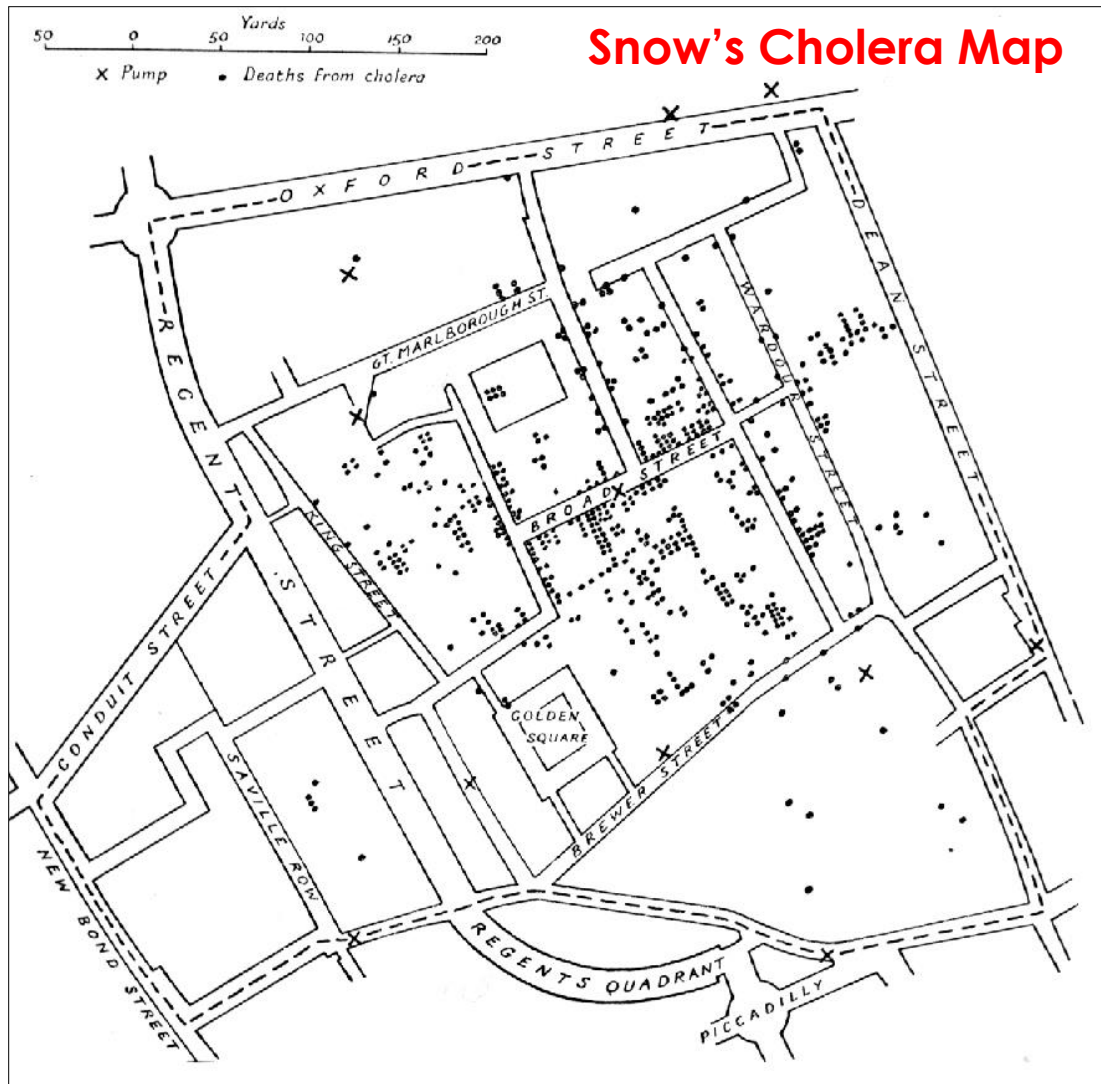 Yards
50 0 50 100 150 200
X Pump • Deaths from cholera
Snow's Cholera Map
OXFORD STREET
DEAN STREET
REGENT STREET
GT. MARLBOROUGH ST.
WARDOUR STREET
BROAD STREET
KING STREET
CONDUIT STREET
GOLDEN
SQUARE
SAVILLE ROW
BREWER STREET
NEW BOND STREET
REGENTS QUADRANT
PICCADILLY